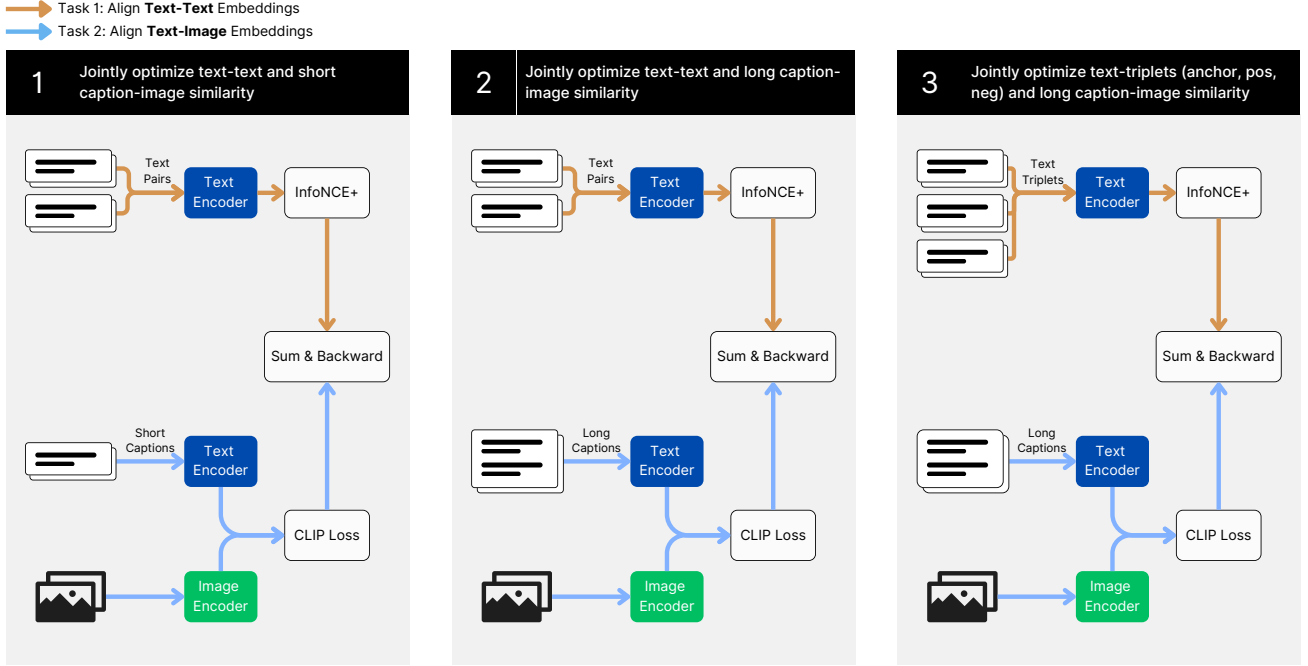 Task 1: Align Text-Text Embeddings
Task 2: Align Text-Image Embeddings
1
Jointly optimize text-text and short
caption-image similarity
Text
Pairs
Text
Encoder
InfoNCE+
Sum & Backward
Short
Captions
Text
Encoder
CLIP Loss
Image
Encoder
2
Jointly optimize text-text and long caption-
image similarity
Text
Pairs
Text
Encoder
InfoNCE+
Sum & Backward
Long
Captions
Text
Encoder
CLIP Loss
Image
Encoder
3
Jointly optimize text-triplets (anchor, pos,
neg) and long caption-image similarity
Text
Triplets
Text
Encoder
InfoNCE+
Sum & Backward
Long
Captions
Text
Encoder
CLIP Loss
Image
Encoder